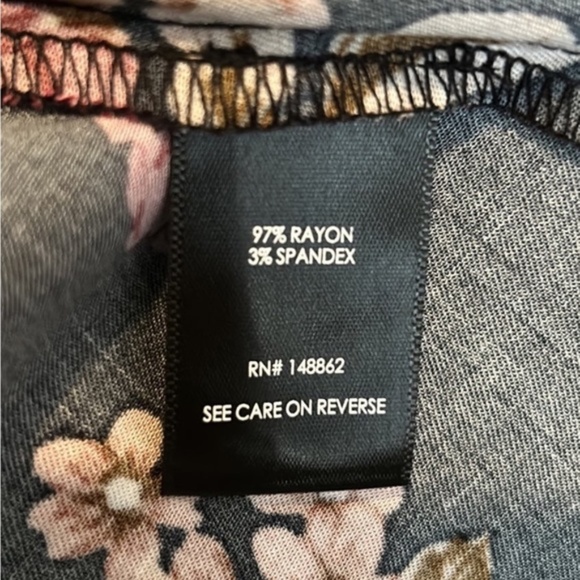 97% RAYON
3% SPANDEX
RN# 148862
SEE CARE ON REVERSE